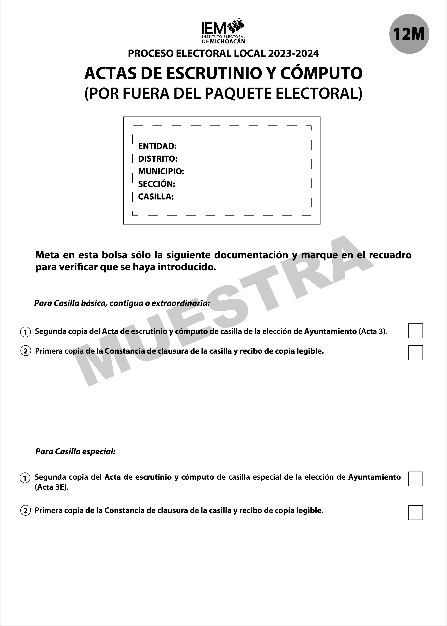 IEM
INSTITUTO ELECTORAL
DE MICHOACÁN
12M
PROCESO ELECTORAL LOCAL 2023-2024
ACTAS DE ESCRUTINIO Y CÓMPUTO
(POR FUERA DEL PAQUETE ELECTORAL)
ENTIDAD:
DISTRITO:
MUNICIPIO:
SECCIÓN:
CASILLA:
Meta en esta bolsa sólo la siguiente documentación y marque en el recuadro
para verificar que se haya introducido.
MUESTRA
Para Casilla básica, contigua o extraordinaria:
1 Segunda copia del Acta de escrutinio y cómputo de casilla de la elección de Ayuntamiento (Acta 3).
2 Primera copia de la Constancia de clausura de la casilla y recibo de copia legible.
Para Casilla especial:
1 Segunda copia del Acta de escrutinio y cómputo de casilla especial de la elección de Ayuntamiento
(Acta 3E).
2 Primera copia de la Constancia de clausura de la casilla y recibo de copia legible.